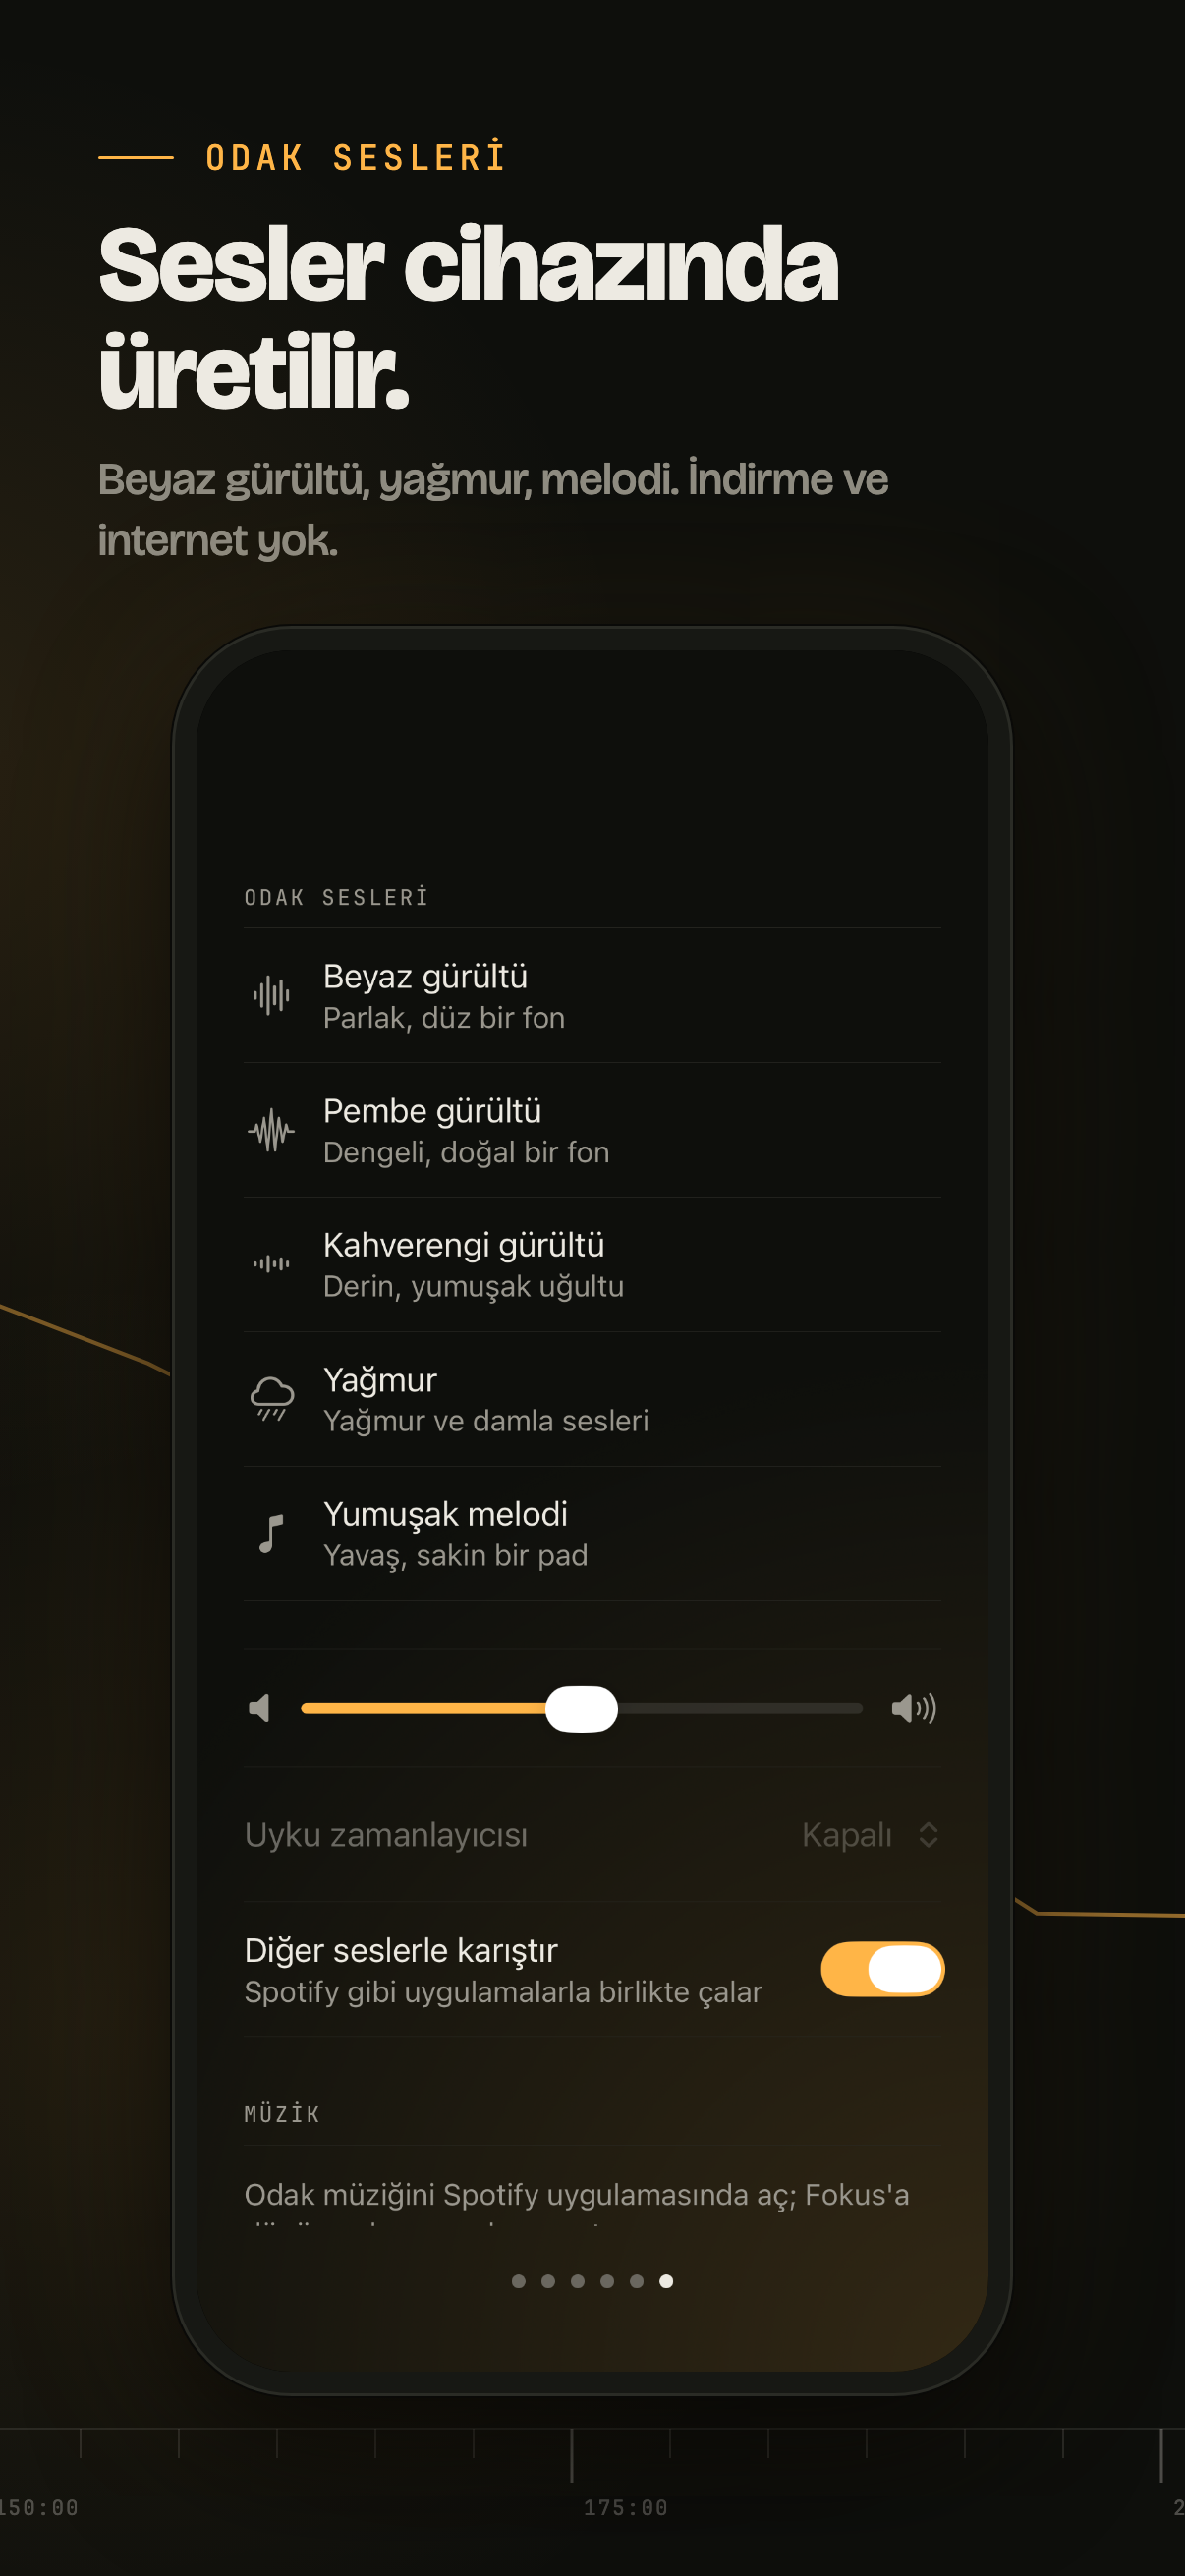 ODAK SESLERİ
Sesler cihazında
üretilir.
Beyaz gürültü, yağmur, melodi. İndirme ve
internet yok.
ODAK SESLERİ
Beyaz gürültü
Parlak, düz bir fon
Pembe gürültü
Dengeli, doğal bir fon
Kahverengi gürültü
Derin, yumuşak uğultu
Yağmur
Yağmur ve damla sesleri
Yumuşak melodi
Yavaş, sakin bir pad
Uyku zamanlayıcısı
Kapalı
Diğer seslerle karıştır
Spotify gibi uygulamalarla birlikte çalar
MÜZİK
Odak müziğini Spotify uygulamasında aç; Fokus'a
150:00
175:00